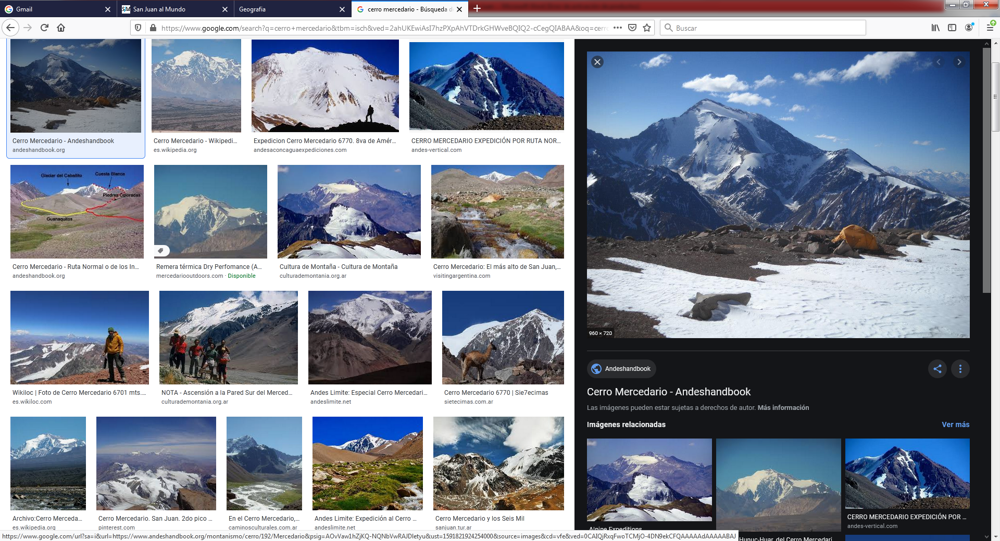 Gmail
San Juan al Mundo
Geografía
cerro mercedario - Búsqueda d
https://www.google.com/search?q=cerro+mercedario&tbm=isch&ved=2ahUKEwiAsI7hzPXpAhVTDrkGHWveBQIQ2-cCegQIABAA&oq=cerro
Buscar
Cerro Mercedario - Andeshandbook
andeshandbook.org
Cerro Mercedario - Wikipedi...
es.wikipedia.org
Expedicion Cerro Mercedario 6770. 8va de Amér...
andesaconcaguaexpediciones.com
CERRO MERCEDARIO EXPEDICIÓN POR RUTA NOR...
andes-vertical.com
Glaciar del Caballito
Cuesta Blanca
Piedras Coloradas
Guanaquitos
Cerro Mercedario - Ruta Normal o de los In...
andeshandbook.org
Remera térmica Dry Perfomance (A...
mercedariooutdoors.com · Disponible
Cultura de Montaña - Cultura de Montaña
culturademontania.org.ar
Cerro Mercedario: El más alto de San Juan,...
visitingargentina.com
Wikiloc | Foto de Cerro Mercedario 6701 mts....
es.wikiloc.com
NOTA - Ascensión a la Pared Sur del Merced...
culturademontania.org.ar
Andes Limite: Especial Cerro Mercedari...
andeslimite.net
Cerro Mercedario 6770 | Sie7ecimas
sietecimas.com.ar
Archivo:Cerro Merceda...
es.wikipedia.org
Cerro Mercedario. San Juan. 2do pico ...
pinterest.com
En el Cerro Mercedario,...
caminosculturales.com.ar
Andes Limite: Expedición al Cerro ...
andeslimite.net
Cerro Mercedario y los Seis Mil
sanjuan.tur.ar
960 × 720
Andeshandbook
Cerro Mercedario - Andeshandbook
Las imágenes pueden estar sujetas a derechos de autor. Más información
Imágenes relacionadas
Ver más
Alpine Expeditions
Hunuc-Huar, del Cerro Mercedari
CERRO MERCEDARIO EXPEDICIÓN POR ...
andes-vertical.com
https://www.google.com/url?sa=i&url=https://www.andeshandbook.org/montanismo/cerro/192/Mercedario&psig=AOvVaw1hZjKQ-NQNbVwRAJDletyu&ust=1591821924254000&source=images&cd=vfe&ved=0CAIQjRxqFwoTCMjO-4DN9ekCFQAAAAAdAAAAABAJ